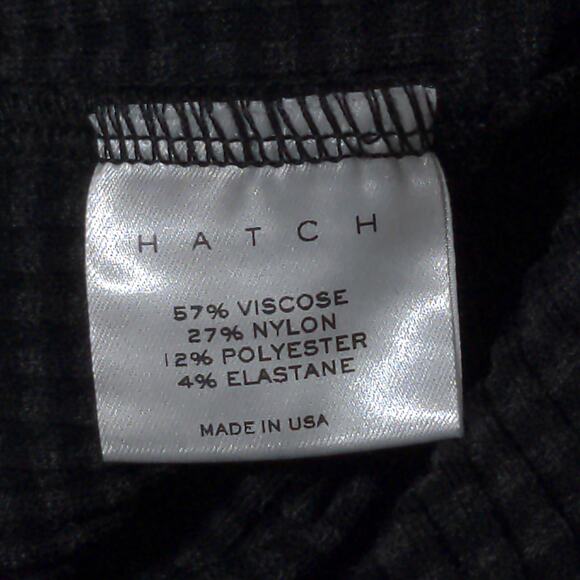 HATCH
57% VISCOSE
27% NYLON
12% POLYESTER
4% ELASTANE
MADE IN USA